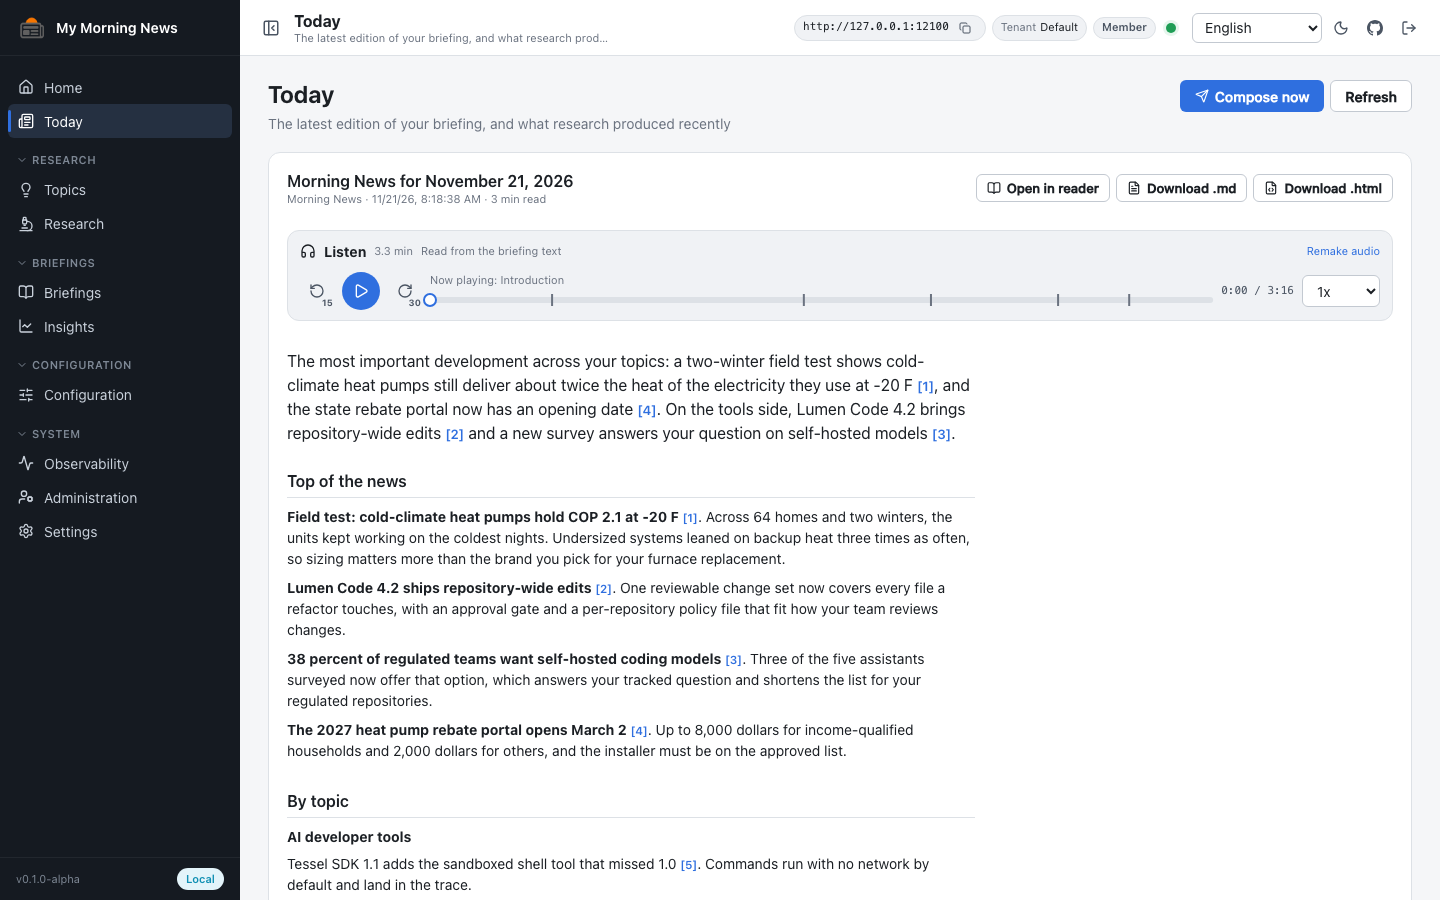 My Morning News
Home
Today
RESEARCH
Topics
Research
BRIEFINGS
Briefings
Insights
CONFIGURATION
Configuration
SYSTEM
Observability
Administration
Settings
v0.1.0-alpha
Local
Today
The latest edition of your briefing, and what research prod...
http://127.0.0.1:12100
Tenant Default
Member
English
Today
The latest edition of your briefing, and what research produced recently
Compose now
Refresh
Morning News for November 21, 2026
Morning News · 11/21/26, 8:18:38 AM · 3 min read
Open in reader
Download .md
Download .html
Listen 3.3 min Read from the briefing text
Remake audio
15
30
Now playing: Introduction
0:00 / 3:16
1x
The most important development across your topics: a two-winter field test shows cold-
climate heat pumps still deliver about twice the heat of the electricity they use at -20 F [1], and
the state rebate portal now has an opening date [4]. On the tools side, Lumen Code 4.2 brings
repository-wide edits [2] and a new survey answers your question on self-hosted models [3].
Top of the news
Field test: cold-climate heat pumps hold COP 2.1 at -20 F [1]. Across 64 homes and two winters, the
units kept working on the coldest nights. Undersized systems leaned on backup heat three times as often,
so sizing matters more than the brand you pick for your furnace replacement.
Lumen Code 4.2 ships repository-wide edits [2]. One reviewable change set now covers every file a
refactor touches, with an approval gate and a per-repository policy file that fit how your team reviews
changes.
38 percent of regulated teams want self-hosted coding models [3]. Three of the five assistants
surveyed now offer that option, which answers your tracked question and shortens the list for your
regulated repositories.
The 2027 heat pump rebate portal opens March 2 [4]. Up to 8,000 dollars for income-qualified
households and 2,000 dollars for others, and the installer must be on the approved list.
By topic
AI developer tools
Tessel SDK 1.1 adds the sandboxed shell tool that missed 1.0 [5]. Commands run with no network by
default and land in the trace.